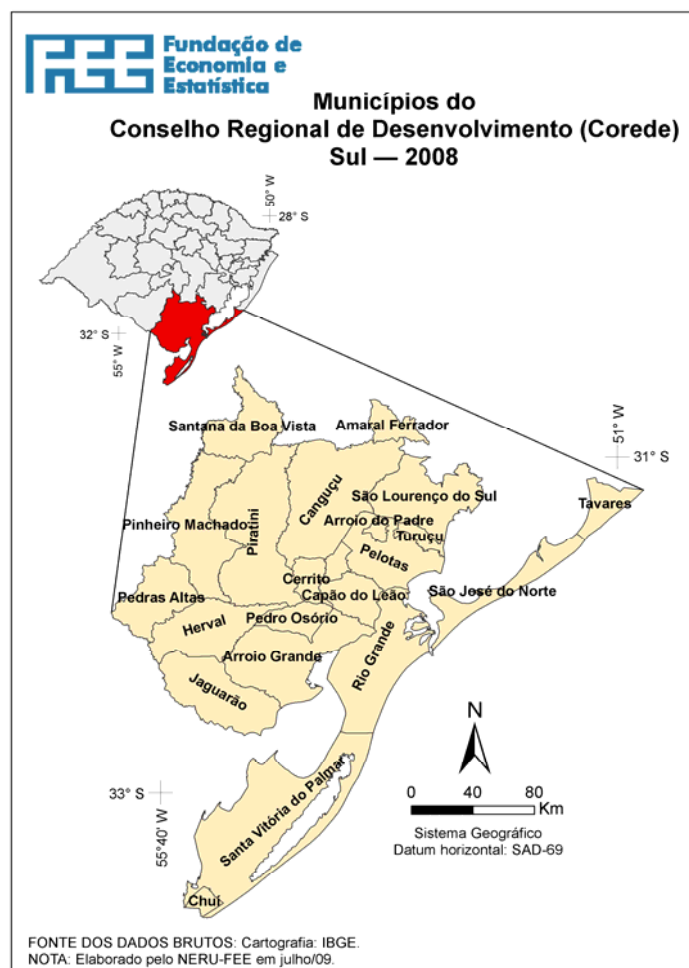 FEE
Fundação de
Economia e
Estatística
Municípios do
Conselho Regional de Desenvolvimento (Corede)
Sul — 2008
50° W
28° S
32° S
55° W
51° W
31° S
Santana da Boa Vista
Amaral Ferrador
Canguçu
São Lourenço do Sul
Tavares
Pinheiro Machado
Piratini
Arroio do Padre
Turuçu
Pelotas
Cerrito
Pedras Altas
Capão do Leão
São José do Norte
Herval
Pedro Osório
Arroio Grande
Rio Grande
Jaguarão
N
33° S
55°40' W
Santa Vitória do Palmar
0 40 80
Km
Sistema Geográfico
Datum horizontal: SAD-69
Chuí
FONTE DOS DADOS BRUTOS: Cartografia: IBGE.
NOTA: Elaborado pelo NERU-FEE em julho/09.